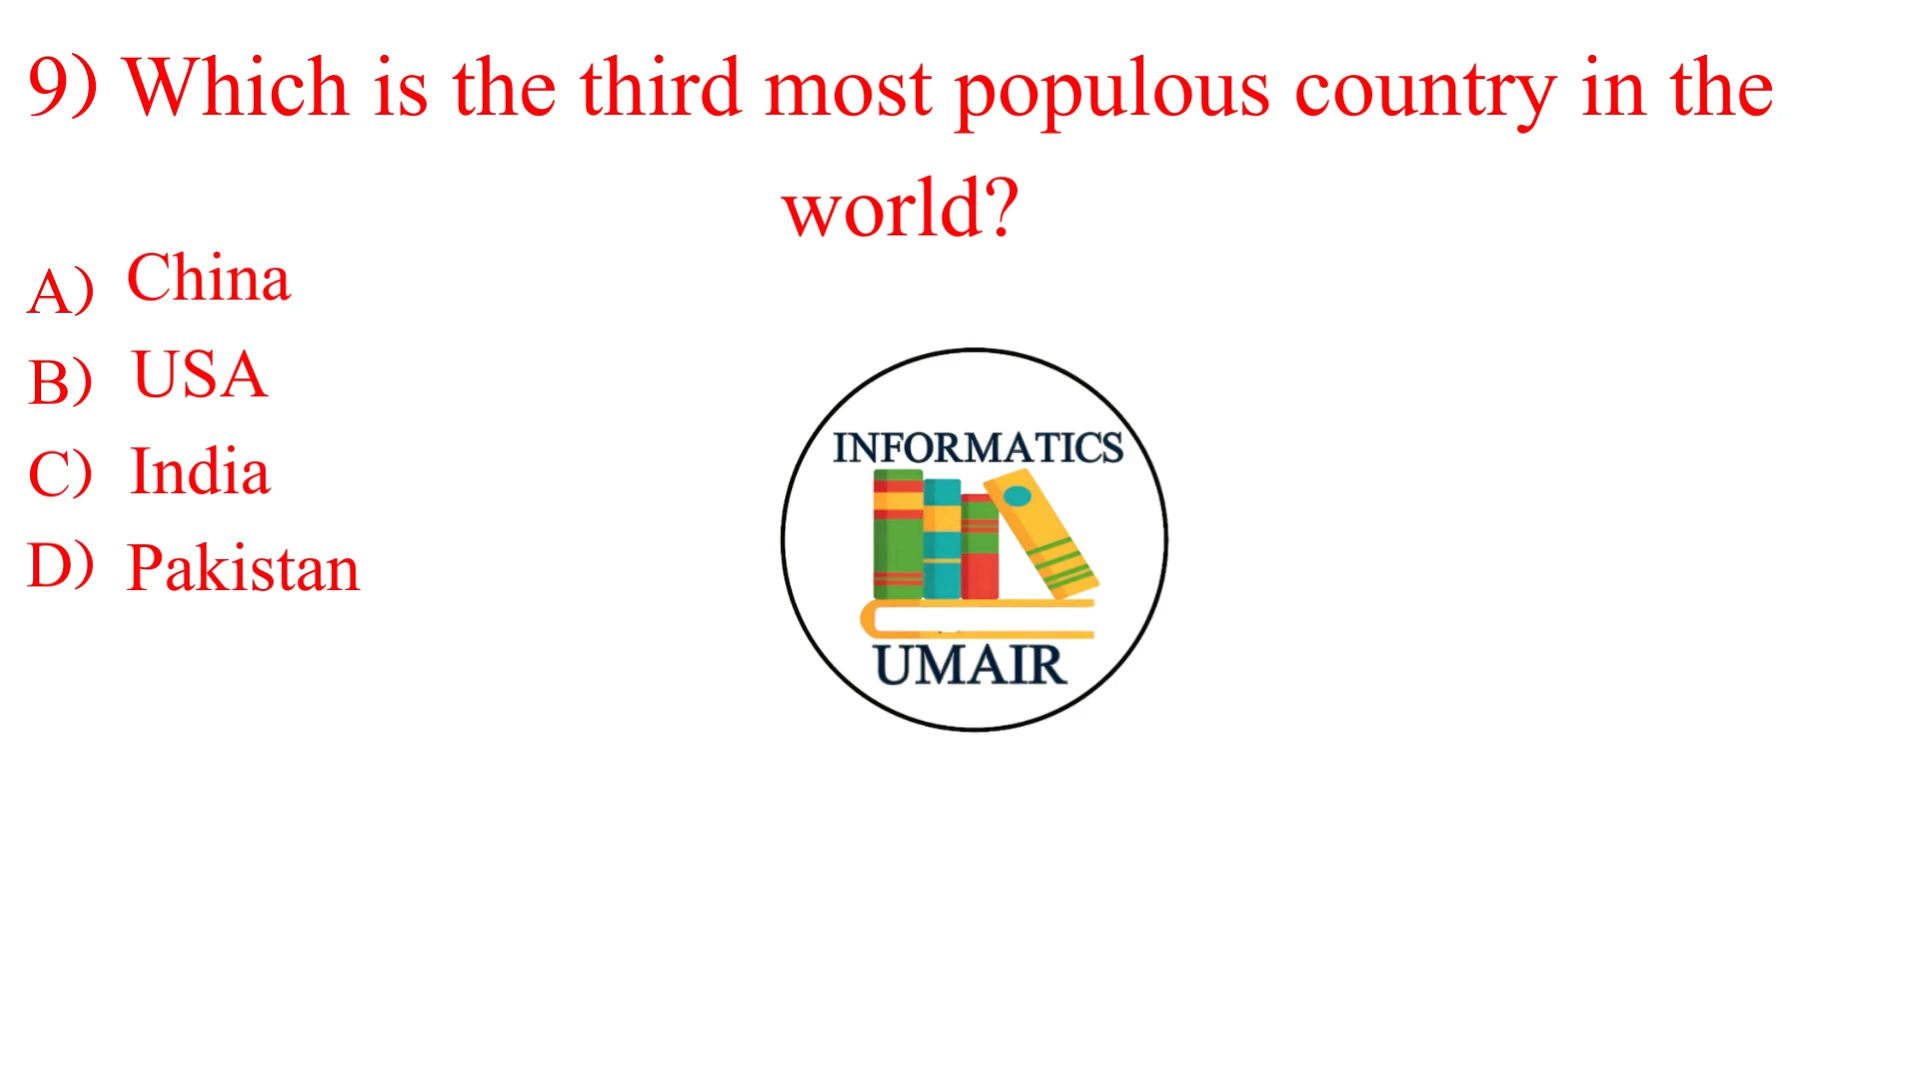 9) Which is the third most populous country in the
world?
A) China
B) USA
C) India
D) Pakistan
INFORMATICS
UMAIR